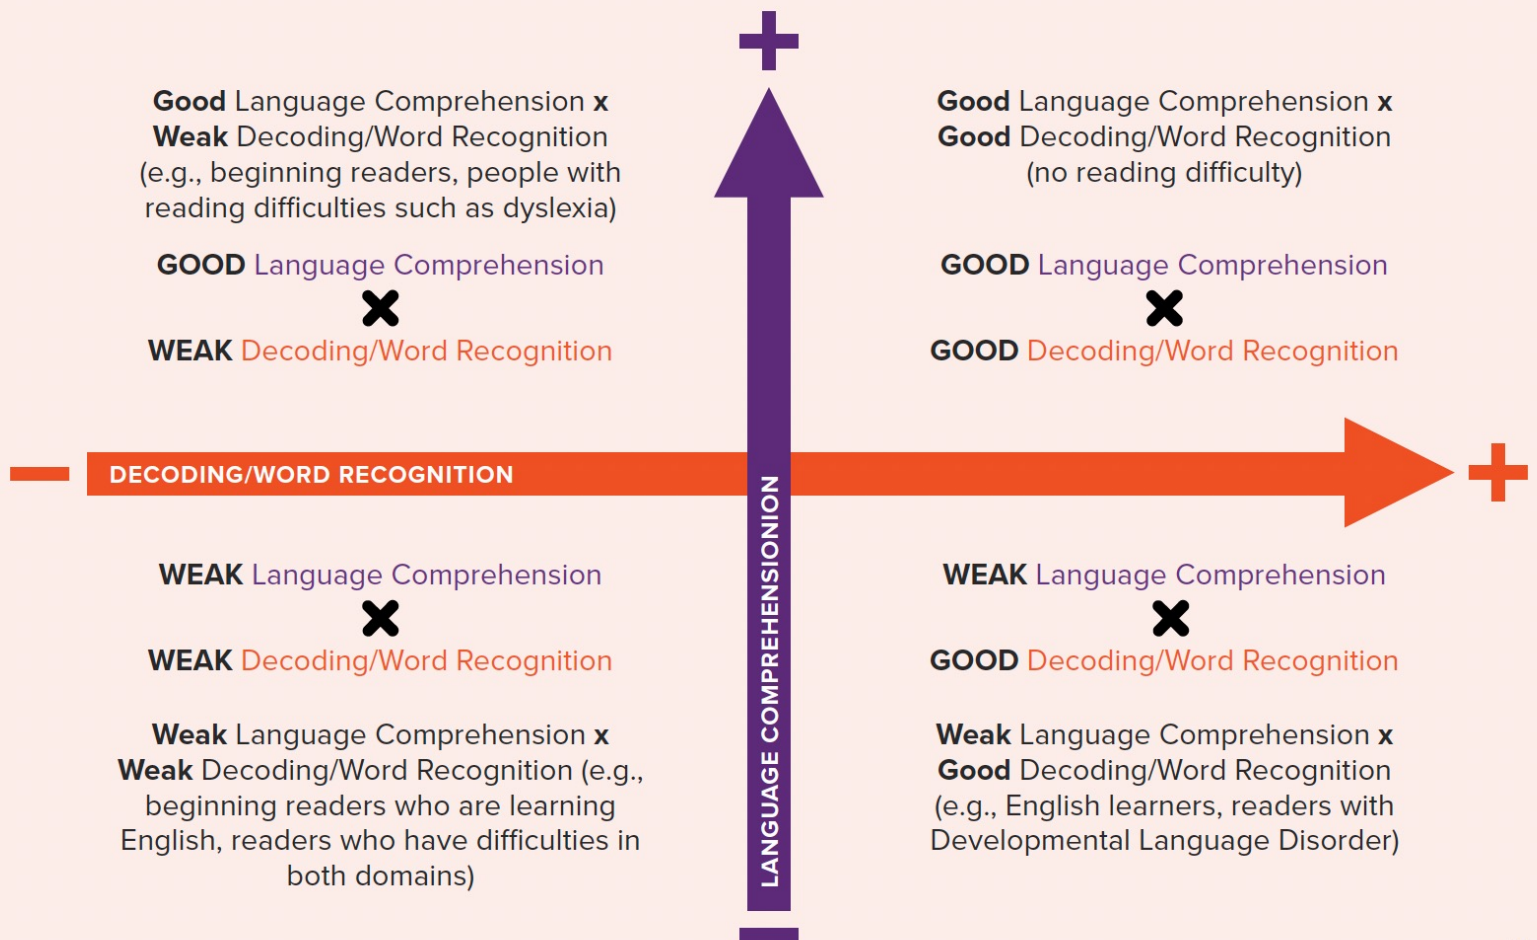 Good Language Comprehension x
Weak Decoding/Word Recognition
(e.g., beginning readers, people with
reading difficulties such as dyslexia)
GOOD Language Comprehension
WEAK Decoding/Word Recognition
Good Language Comprehension x
Good Decoding/Word Recognition
(no reading difficulty)
GOOD Language Comprehension
GOOD Decoding/Word Recognition
DECODING/WORD RECOGNITION
LANGUAGE COMPREHENSIONION
WEAK Language Comprehension
WEAK Decoding/Word Recognition
Weak Language Comprehension x
Weak Decoding/Word Recognition (e.g.,
beginning readers who are learning
English, readers who have difficulties in
both domains)
WEAK Language Comprehension
GOOD Decoding/Word Recognition
Weak Language Comprehension x
Good Decoding/Word Recognition
(e.g., English learners, readers with
Developmental Language Disorder)